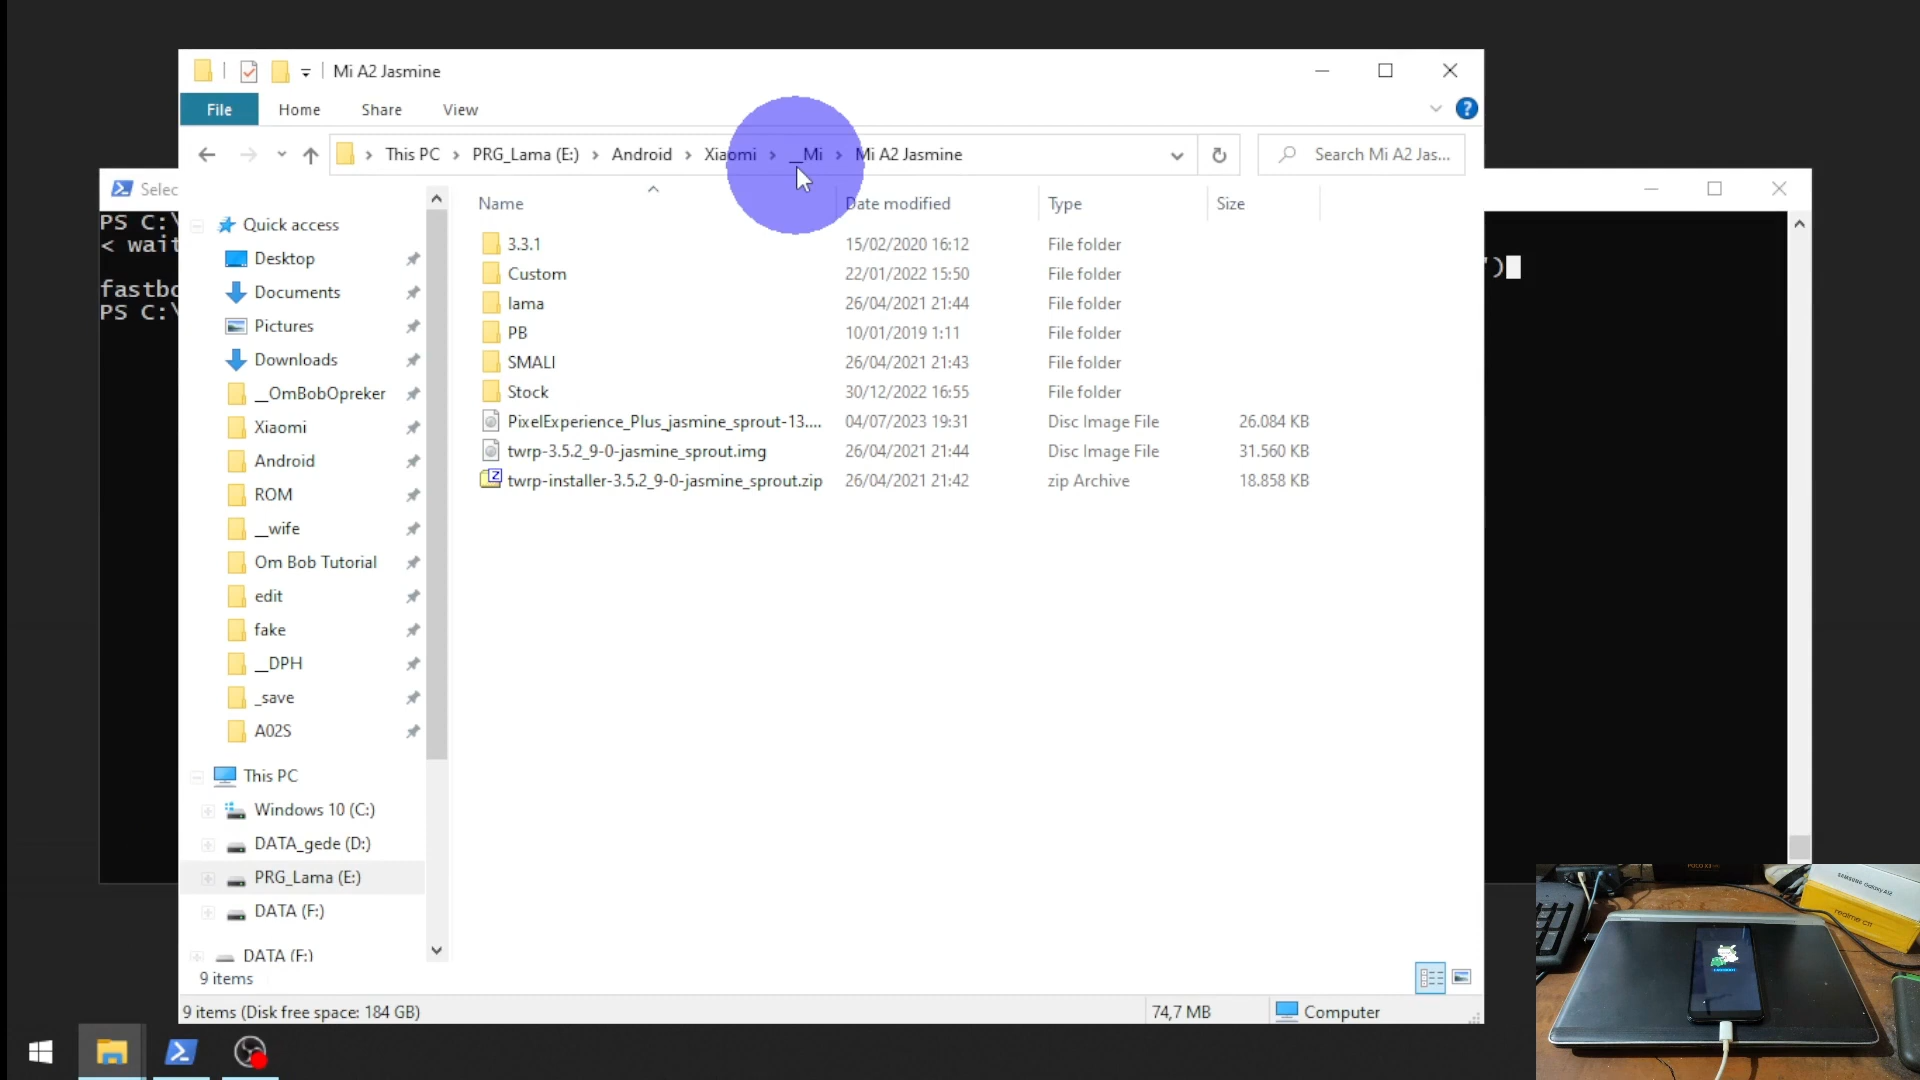 Mi A2 Jasmine
File Home Share View
This PC PRG_Lama (E:) Android Xiaomi __Mi Mi A2 Jasmine
Search Mi A2 Jas...
Selec
PS C:\
< wait
fastbo
PS C:\
')
Name Date modified Type Size
3.3.1 15/02/2020 16:12 File folder
Custom 22/01/2022 15:50 File folder
lama 26/04/2021 21:44 File folder
PB 10/01/2019 1:11 File folder
SMALI 26/04/2021 21:43 File folder
Stock 30/12/2022 16:55 File folder
PixelExperience_Plus_jasmine_sprout-13.... 04/07/2023 19:31 Disc Image File 26.084 KB
twrp-3.5.2_9-0-jasmine_sprout.img 26/04/2021 21:44 Disc Image File 31.560 KB
twrp-installer-3.5.2_9-0-jasmine_sprout.zip 26/04/2021 21:42 zip Archive 18.858 KB
Quick access
Desktop
Documents
Pictures
Downloads
__OmBobOpreker
Xiaomi
Android
ROM
__wife
Om Bob Tutorial
edit
fake
__DPH
_save
A02S
This PC
Windows 10 (C:)
DATA_gede (D:)
PRG_Lama (E:)
DATA (F:)
DATA (F:)
9 items
9 items (Disk free space: 184 GB) 74,7 MB Computer
SAMSUNG Galaxy A12
realme C11